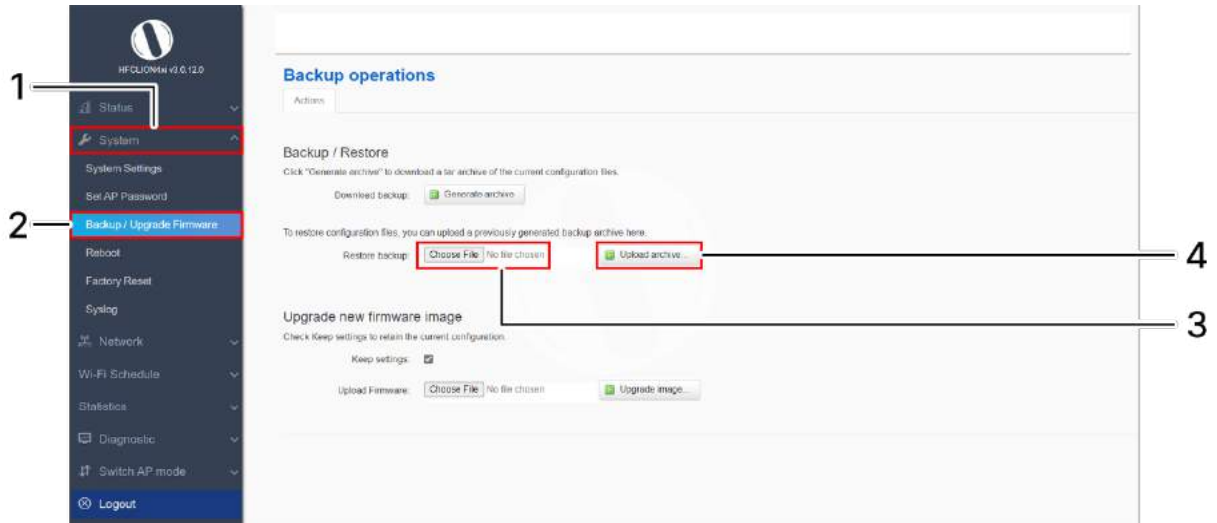 HFCLION4xi v3.0.12.0
Status
System
System Settings
Set AP Password
Backup / Upgrade Firmware
Reboot
Factory Reset
Syslog
Network
Wi-Fi Schedule
Statistics
Diagnostic
Switch AP mode
Logout
1
2
Backup operations
Actions
Backup / Restore
Click "Generate archive" to download a tar archive of the current configuration files.
Download backup: Generate archive
To restore configuration files, you can upload a previously generated backup archive here.
Restore backup: Choose File No file chosen Upload archive...
4
3
Upgrade new firmware image
Check Keep settings to retain the current configuration.
Keep settings:
Upload Firmware: Choose File No file chosen Upgrade image...